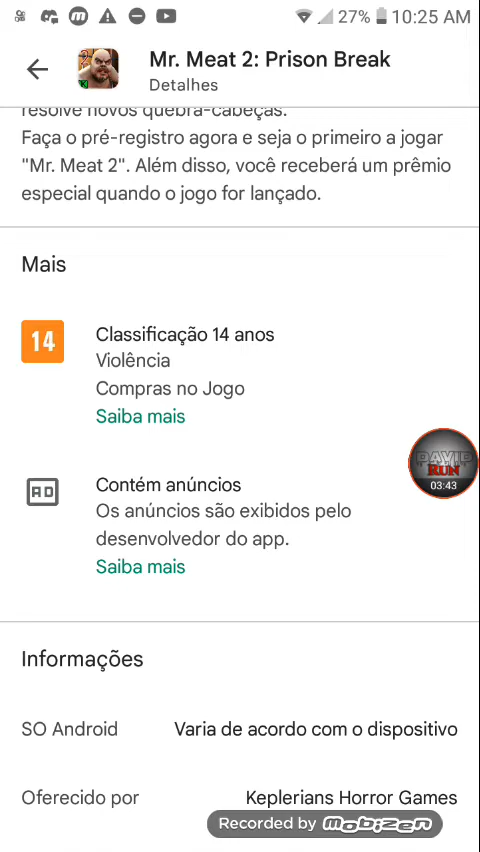 27% 10:25 AM
Mr. Meat 2: Prison Break
Detalhes
resolve novos quebra-cabeças.
Faça o pré-registro agora e seja o primeiro a jogar
"Mr. Meat 2". Além disso, você receberá um prêmio
especial quando o jogo for lançado.
Mais
14
Classificação 14 anos
Violência
Compras no Jogo
Saiba mais
DAVID
RUN
03:43
AD
Contém anúncios
Os anúncios são exibidos pelo
desenvolvedor do app.
Saiba mais
Informações
SO Android Varia de acordo com o dispositivo
Oferecido por Keplerians Horror Games
Recorded by mobizen